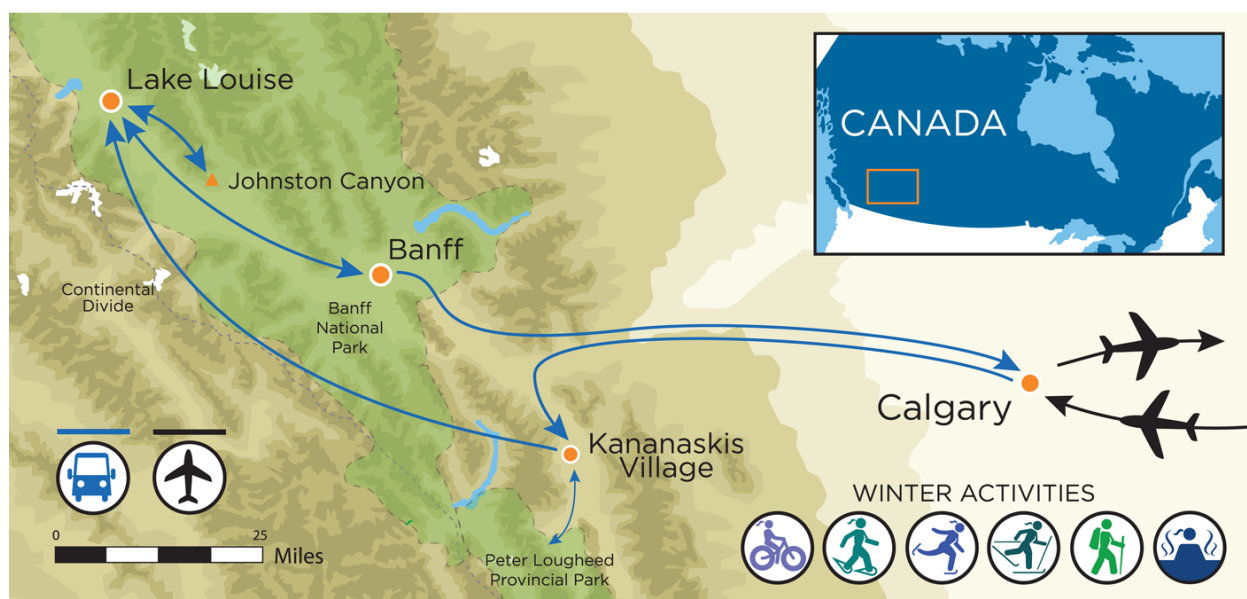 Lake Louise
Johnston Canyon
Banff
Continental
Divide
Banff
National
Park
CANADA
Calgary
Kananaskis
Village
Peter Lougheed
Provincial Park
0 25
Miles
WINTER ACTIVITIES